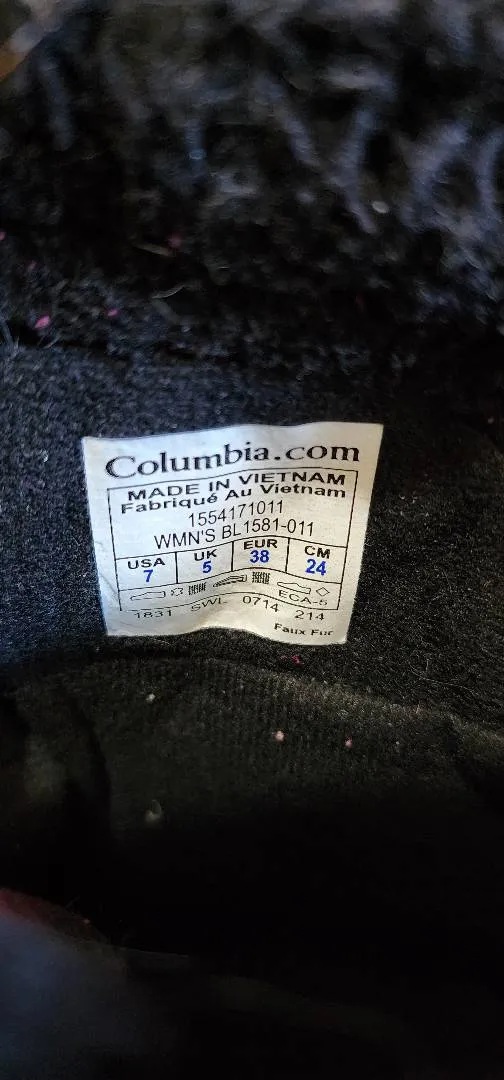 Columbia.com
MADE IN VIETNAM
Fabriqué Au Vietnam
1554171011
WMN'S BL1581-011
USA UK EUR CM
7 5 38 24
ECA-5
1831 SWL 0714 214
Faux Fur